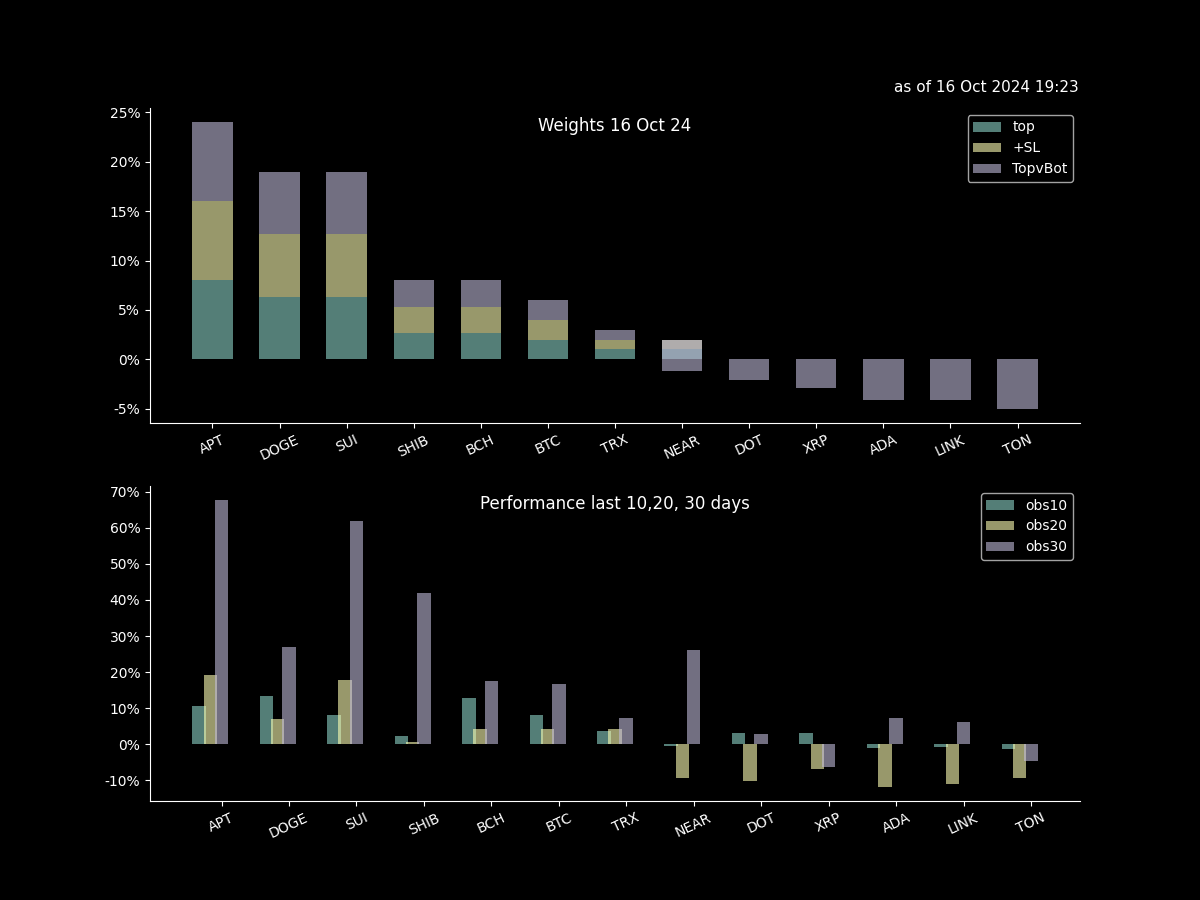 as of 16 Oct 2024 19:23
Weights 16 Oct 24
top
+SL
TopvBot
25%
20%
15%
10%
5%
0%
-5%
APT DOGE SUI SHIB BCH BTC TRX NEAR DOT XRP ADA LINK TON
Performance last 10,20, 30 days
obs10
obs20
obs30
70%
60%
50%
40%
30%
20%
10%
0%
-10%
APT DOGE SUI SHIB BCH BTC TRX NEAR DOT XRP ADA LINK TON